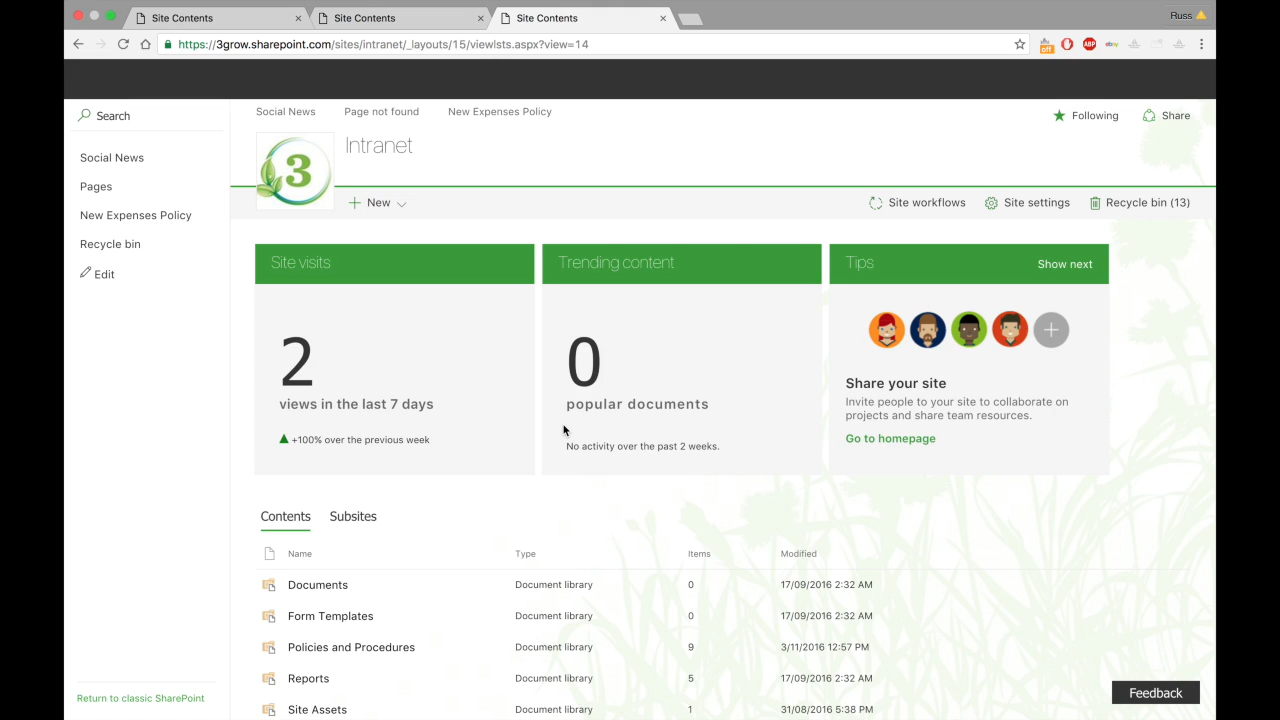 Site Contents
Site Contents
Site Contents
Russ
https://3grow.sharepoint.com/sites/intranet/_layouts/15/viewlsts.aspx?view=14
off
ABP
ebay
Search
Social News
Page not found
New Expenses Policy
Following
Share
3
Intranet
Social News
Pages
New Expenses Policy
Recycle bin
Edit
New
Site workflows
Site settings
Recycle bin (13)
Site visits
Trending content
Tips
Show next
2
views in the last 7 days
+100% over the previous week
0
popular documents
No activity over the past 2 weeks.
Share your site
Invite people to your site to collaborate on
projects and share team resources.
Go to homepage
Contents
Subsites
Name Type Items Modified
Documents Document library 0 17/09/2016 2:32 AM
Form Templates Document library 0 17/09/2016 2:32 AM
Policies and Procedures Document library 9 3/11/2016 12:57 PM
Reports Document library 5 17/09/2016 2:32 AM
Site Assets Document library 1 31/08/2016 5:38 PM
Return to classic SharePoint
Feedback